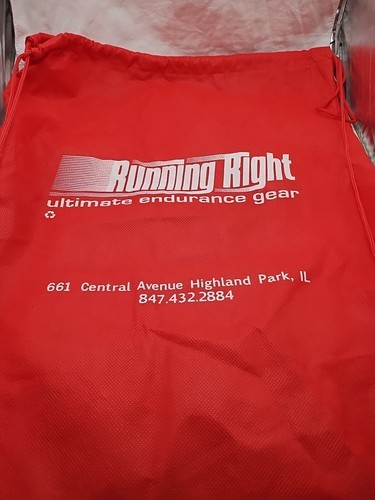 Running Right
ultimate endurance gear
661 Central Avenue Highland Park, IL
847.432.2884